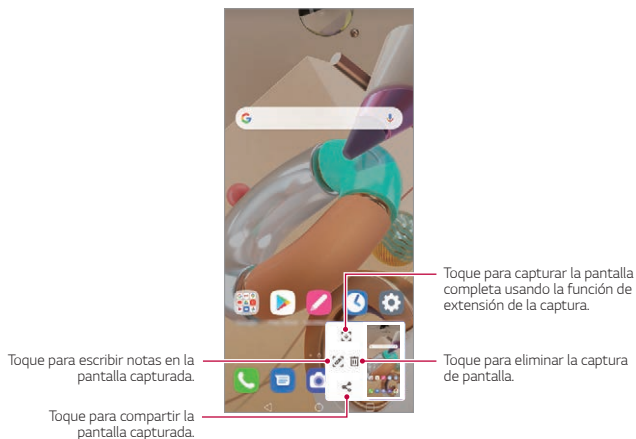 Toque para capturar la pantalla
completa usando la función de
extensión de la captura.
Toque para escribir notas en la
pantalla capturada.
Toque para eliminar la captura
de pantalla.
Toque para compartir la
pantalla capturada.